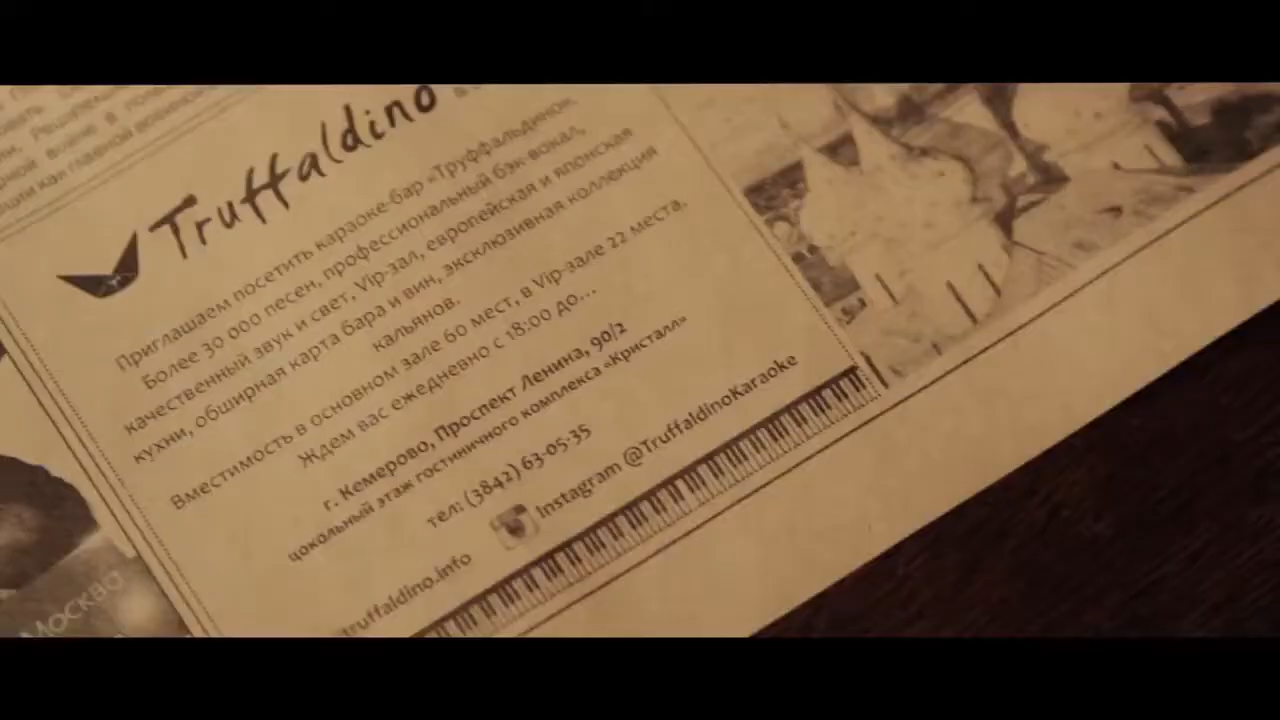 Truffaldino
Приглашаем посетить караоке-бар «Труффальдино».
Более 30 000 песен, профессиональный бэк-вокал,
качественный звук и свет, Vip-зал, европейская и японская
кухни, обширная карта бара и вин, эксклюзивная коллекция
кальянов.
Вместимость в основном зале 60 мест, в Vip-зале 22 места.
Ждем вас ежедневно с 18:00 до...
г. Кемерово, Проспект Ленина, 90/2
цокольный этаж гостиничного комплекса «Кристалл»
тел: (3842) 63-05-35
Instagram @TruffaldinoKaraoke
truffaldino.info
МОСКВО